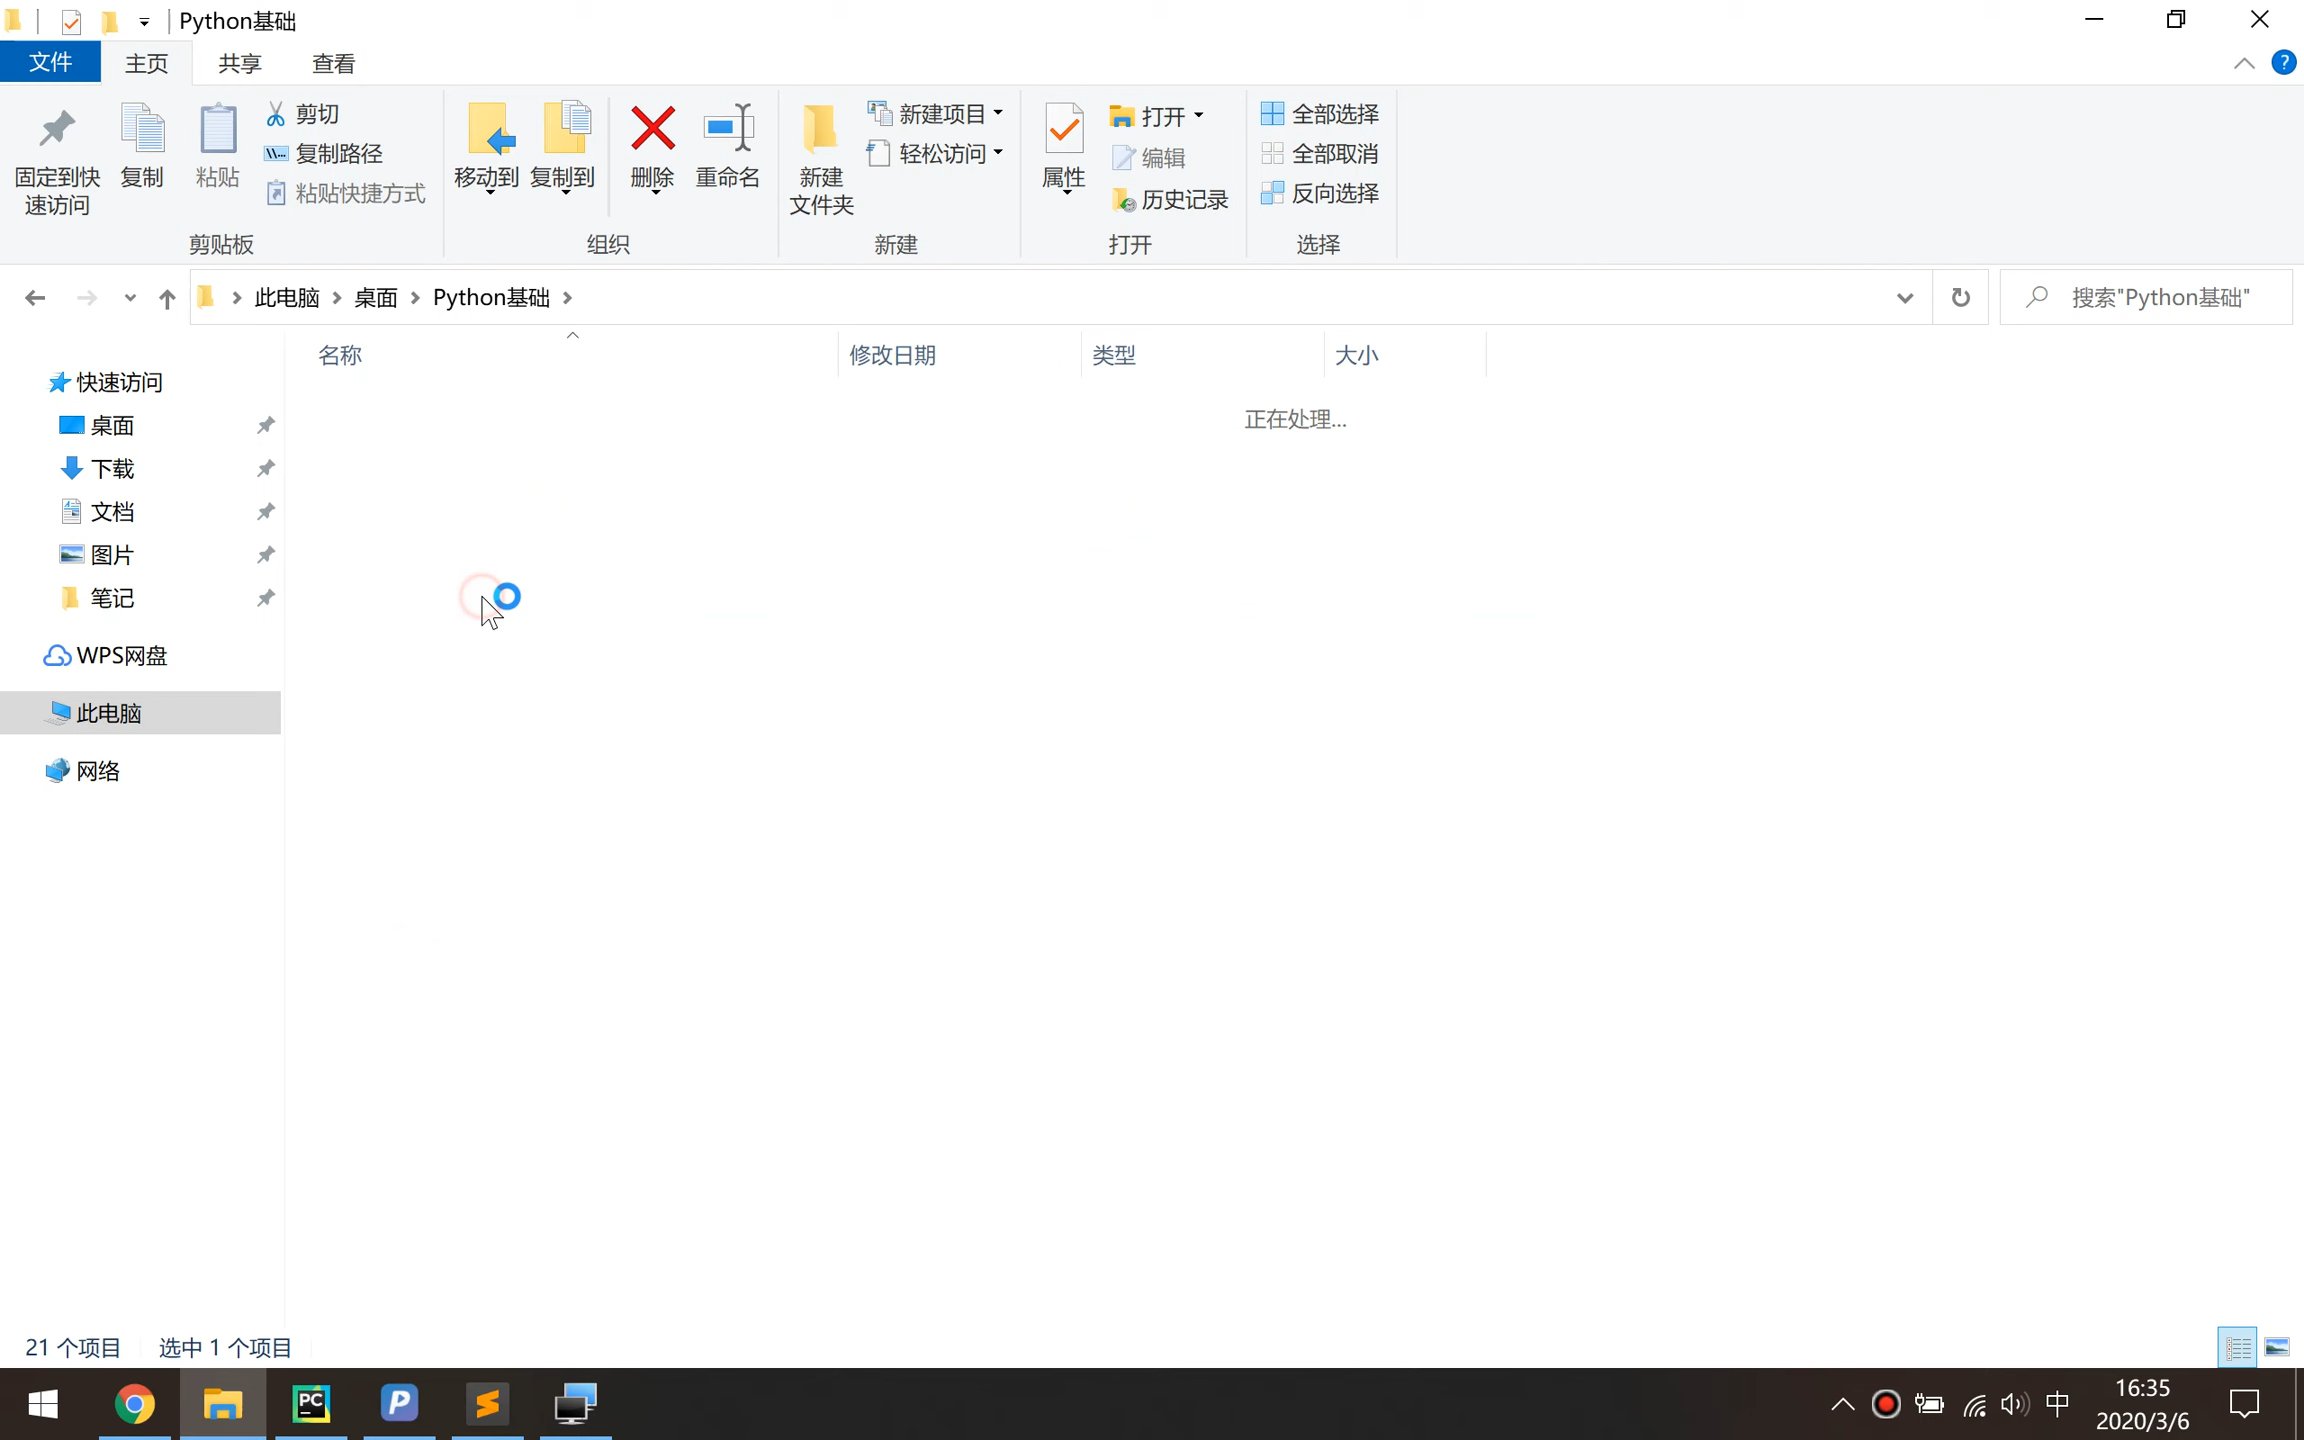 Python基础
文件 主页 共享 查看
固定到快速访问
复制
粘贴
剪切
复制路径
粘贴快捷方式
剪贴板
移动到
复制到
删除
重命名
组织
新建文件夹
新建项目
轻松访问
新建
属性
打开
编辑
历史记录
打开
全部选择
全部取消
反向选择
选择
此电脑 桌面 Python基础
搜索"Python基础"
名称 修改日期 类型 大小
正在处理...
快速访问
桌面
下载
文档
图片
笔记
WPS网盘
此电脑
网络
21 个项目 选中 1 个项目
PC
中
16:35
2020/3/6